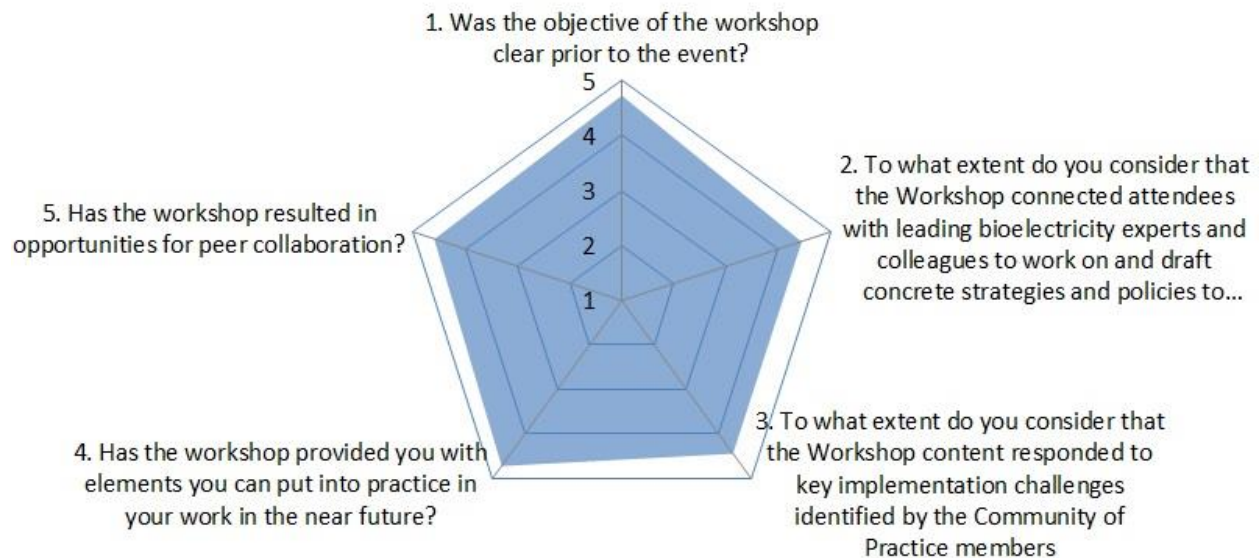 1. Was the objective of the workshop
clear prior to the event?
5
4
3
2
1
2. To what extent do you consider that
the Workshop connected attendees
with leading bioelectricity experts and
colleagues to work on and draft
concrete strategies and policies to...
3. To what extent do you consider that
the Workshop content responded to
key implementation challenges
identified by the Community of
Practice members
4. Has the workshop provided you with
elements you can put into practice in
your work in the near future?
5. Has the workshop resulted in
opportunities for peer collaboration?